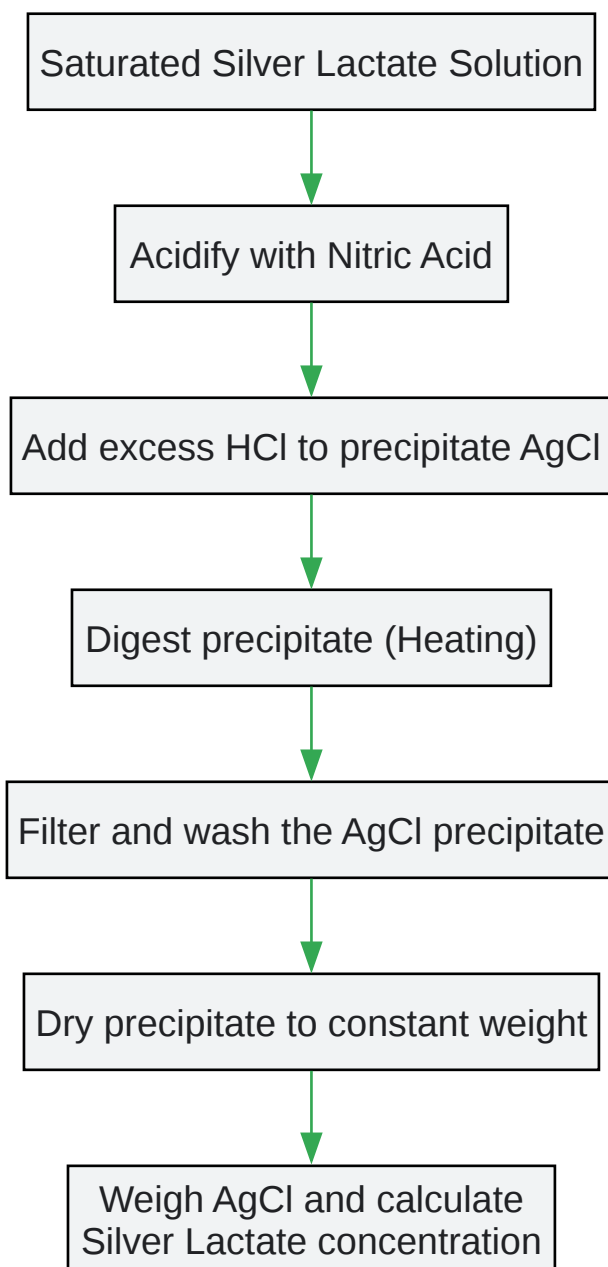 Saturated Silver Lactate Solution
Acidify with Nitric Acid
Add excess HCl to precipitate AgCl
Digest precipitate (Heating)
Filter and wash the AgCl precipitate
Dry precipitate to constant weight
Weigh AgCl and calculate
Silver Lactate concentration